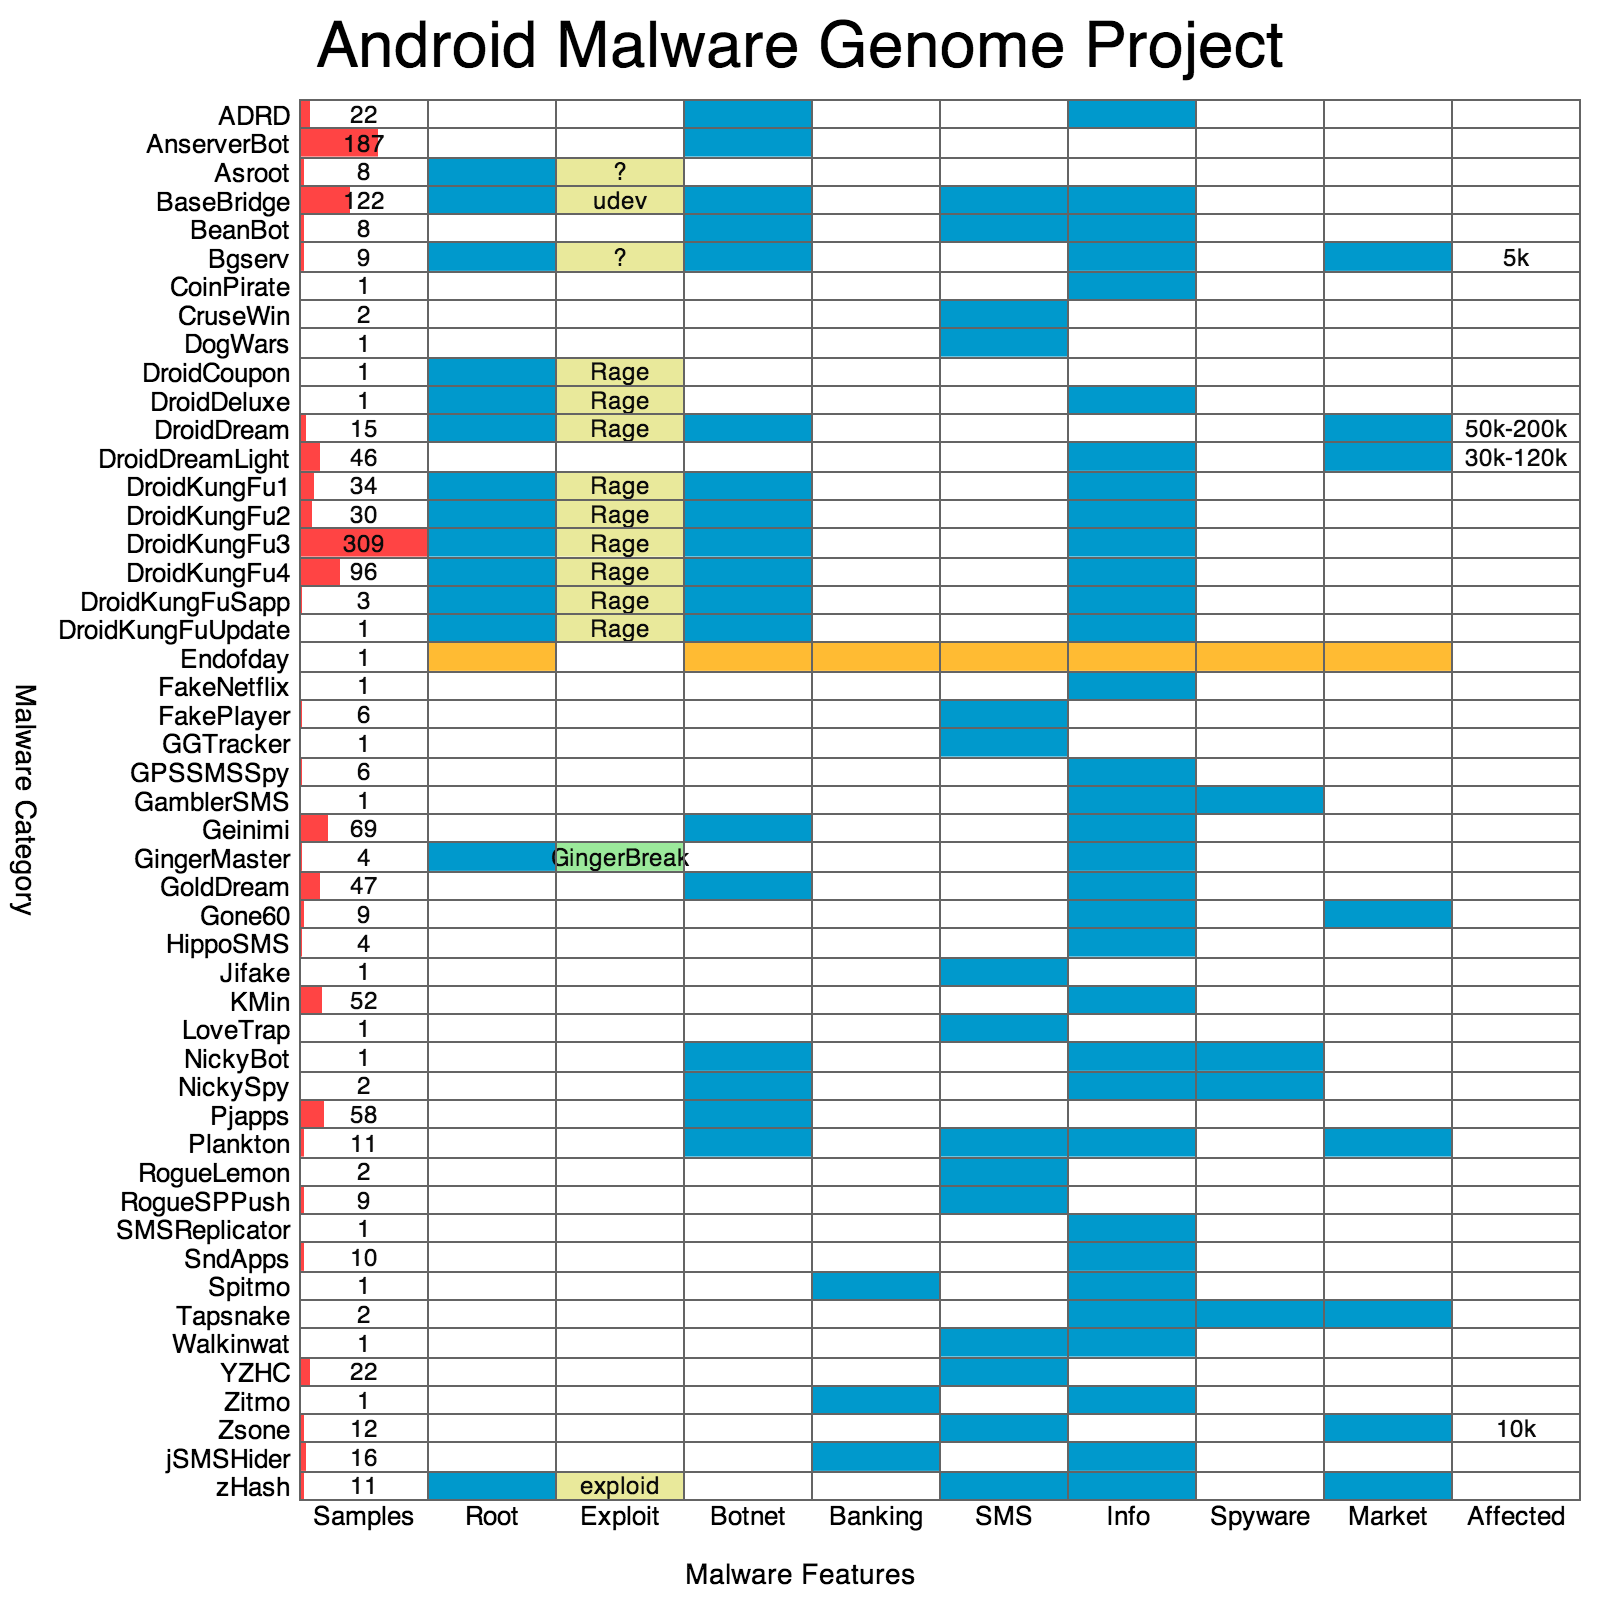 Android Malware Genome Project
ADRD 22
AnserverBot 187
Asroot 8 ?
BaseBridge 122 udev
BeanBot 8
Bgserv 9 ? 5k
CoinPirate 1
CruseWin 2
DogWars 1
DroidCoupon 1 Rage
DroidDeluxe 1 Rage
DroidDream 15 Rage 50k-200k
DroidDreamLight 46 30k-120k
DroidKungFu1 34 Rage
DroidKungFu2 30 Rage
DroidKungFu3 309 Rage
DroidKungFu4 96 Rage
DroidKungFuSapp 3 Rage
DroidKungFuUpdate 1 Rage
Endofday 1
FakeNetflix 1
FakePlayer 6
GGTracker 1
GPSSMSSpy 6
GamblerSMS 1
Geinimi 69
GingerMaster 4 GingerBreak
GoldDream 47
Gone60 9
HippoSMS 4
Jifake 1
KMin 52
LoveTrap 1
NickyBot 1
NickySpy 2
Pjapps 58
Plankton 11
RogueLemon 2
RogueSPPush 9
SMSReplicator 1
SndApps 10
Spitmo 1
Tapsnake 2
Walkinwat 1
YZHC 22
Zitmo 1
Zsone 12 10k
jSMSHider 16
zHash 11 exploid
Samples Root Exploit Botnet Banking SMS Info Spyware Market Affected
Malware Features
Malware Category